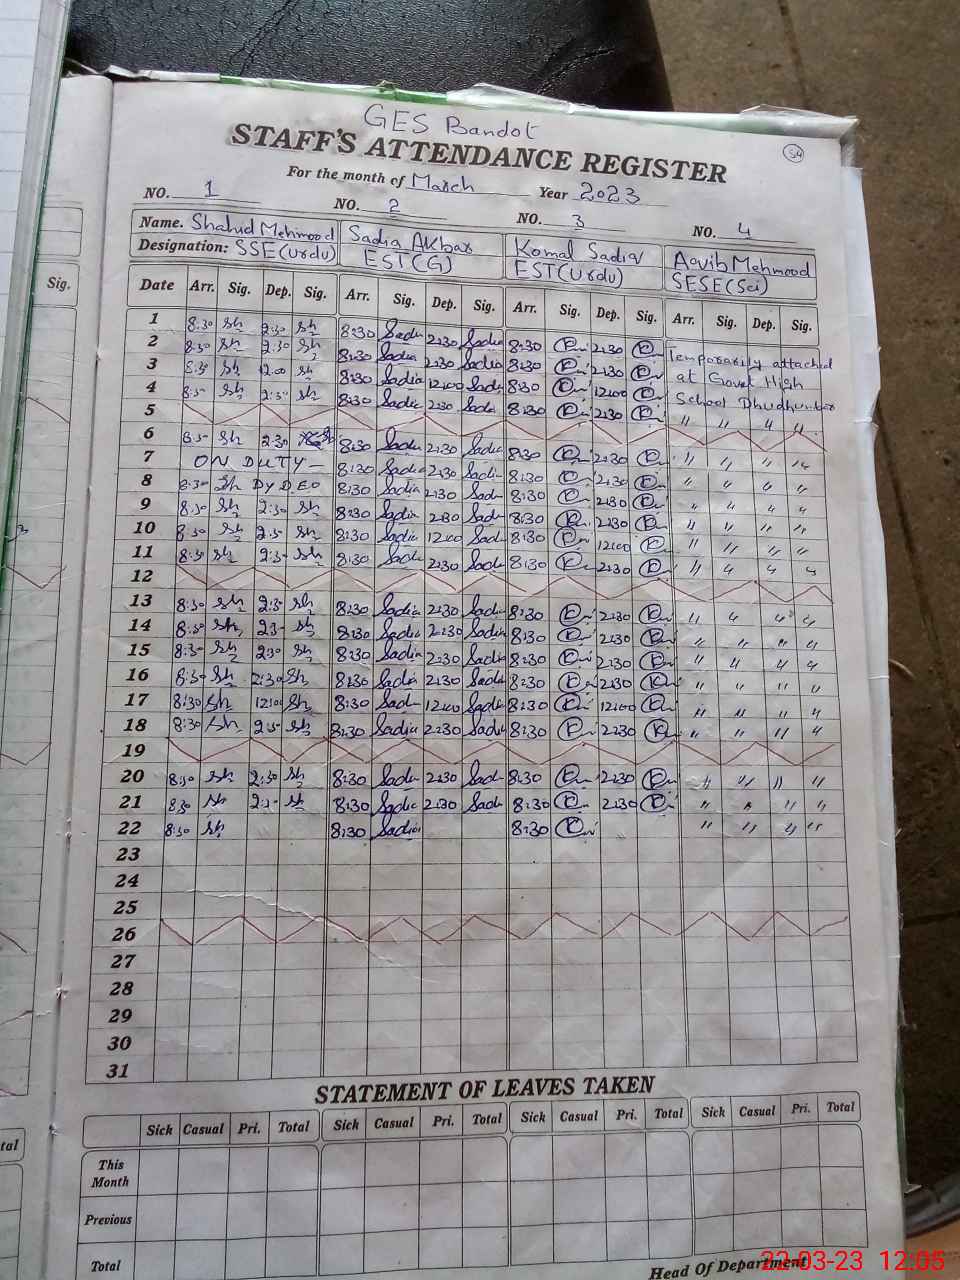 GES Bandot
54
STAFF'S ATTENDANCE REGISTER
For the month of March Year 2023
NO. 1 NO. 2 NO. 3 NO. 4
Name. Shahid Mehmood Sadia Akbar Komal Sadiq Aqvib Mehmood
Designation: SSE(Urdu) EST(G) EST(Urdu) SESE(Sci)
Sig.
Date Arr. Sig. Dep. Sig. Arr. Sig. Dep. Sig. Arr. Sig. Dep. Sig. Arr. Sig. Dep. Sig.
1 8:30 Sh 2:30 Sh 8:30 Sadia 2:30 Sadia 8:30 2:30
2 8:30 Sh 2:30 Sh 8:30 Sadia 2:30 Sadia 8:30 2:30 Temporarily attached
3 8:30 Sh 12:00 Sh 8:30 Sadia 12:00 Sadia 8:30 12:00 at Govt High
4 8:30 Sh 2:30 Sh 8:30 Sadia 2:30 Sadia 8:30 2:30 School
5
6 8:30 Sh 2:30 8:30 Sadia 2:30 Sadia 8:30 2:30 " " " "
7 ON DUTY - 8:30 Sadia 2:30 Sadia 8:30 2:30 " " " "
8 8:30 Sh DY DEO 8:30 Sadia 2:30 Sadia 8:30 2:30 " " " "
9 8:30 Sh 2:30 Sh 8:30 Sadia 2:30 Sadia 8:30 2:30 " " " "
10 8:30 Sh 2:30 Sh 8:30 Sadia 12:00 Sadia 8:30 12:00 " " " "
11 8:30 Sh 2:30 Sh 8:30 Sadia 2:30 Sadia 8:30 2:30 " " " "
12
13 8:30 Sh 2:30 Sh 8:30 Sadia 2:30 Sadia 8:30 2:30 " " " "
14 8:30 Sh 2:30 Sh 8:30 Sadia 2:30 Sadia 8:30 2:30 " " " "
15 8:30 Sh 2:30 Sh 8:30 Sadia 2:30 Sadia 8:30 2:30 " " " "
16 8:30 Sh 2:30 Sh 8:30 Sadia 2:30 Sadia 8:30 2:30 " " " "
17 8:30 Sh 12:00 Sh 8:30 Sadia 12:00 Sadia 8:30 12:00 " " " "
18 8:30 Sh 2:30 Sh 8:30 Sadia 2:30 Sadia 8:30 2:30 " " " "
19
20 8:30 Sh 2:30 Sh 8:30 Sadia 2:30 Sadia 8:30 2:30 " " " "
21 8:30 Sh 2:30 Sh 8:30 Sadia 2:30 Sadia 8:30 2:30 " " " "
22 8:30 Sh 8:30 Sadia 8:30 " " " "
23
24
25
26
27
28
29
30
31
STATEMENT OF LEAVES TAKEN
Sick Casual Pri. Total Sick Casual Pri. Total Sick Casual Pri. Total Sick Casual Pri. Total
This Month
Previous
Total
Head Of Department
22-03-23 12:05